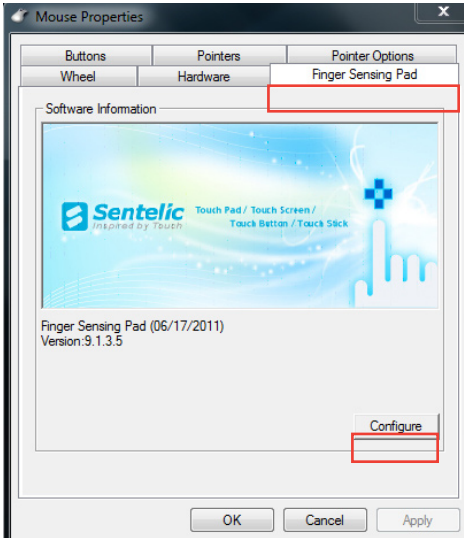 Mouse Properties
x
Buttons
Pointers
Pointer Options
Wheel
Hardware
Finger Sensing Pad
Software Information
Sentelic
Inspired by Touch
Touch Pad / Touch Screen /
Touch Button / Touch Stick
Finger Sensing Pad (06/17/2011)
Version:9.1.3.5
Configure
OK
Cancel
Apply